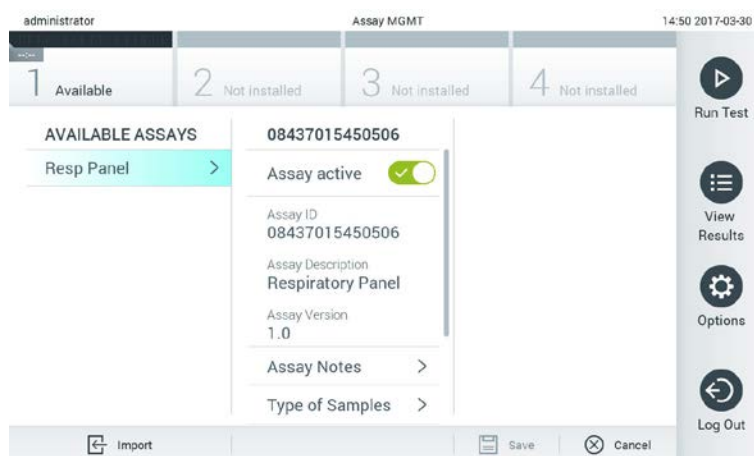 administrator Assay MGMT 14:50 2017-03-30
--:--
1 Available 2 Not installed 3 Not installed 4 Not installed
Run Test
AVAILABLE ASSAYS 08437015450506
Resp Panel > Assay active
Assay ID
08437015450506
View
Results
Assay Description
Respiratory Panel
Assay Version
1.0
Options
Assay Notes >
Type of Samples >
Log Out
Import Save Cancel